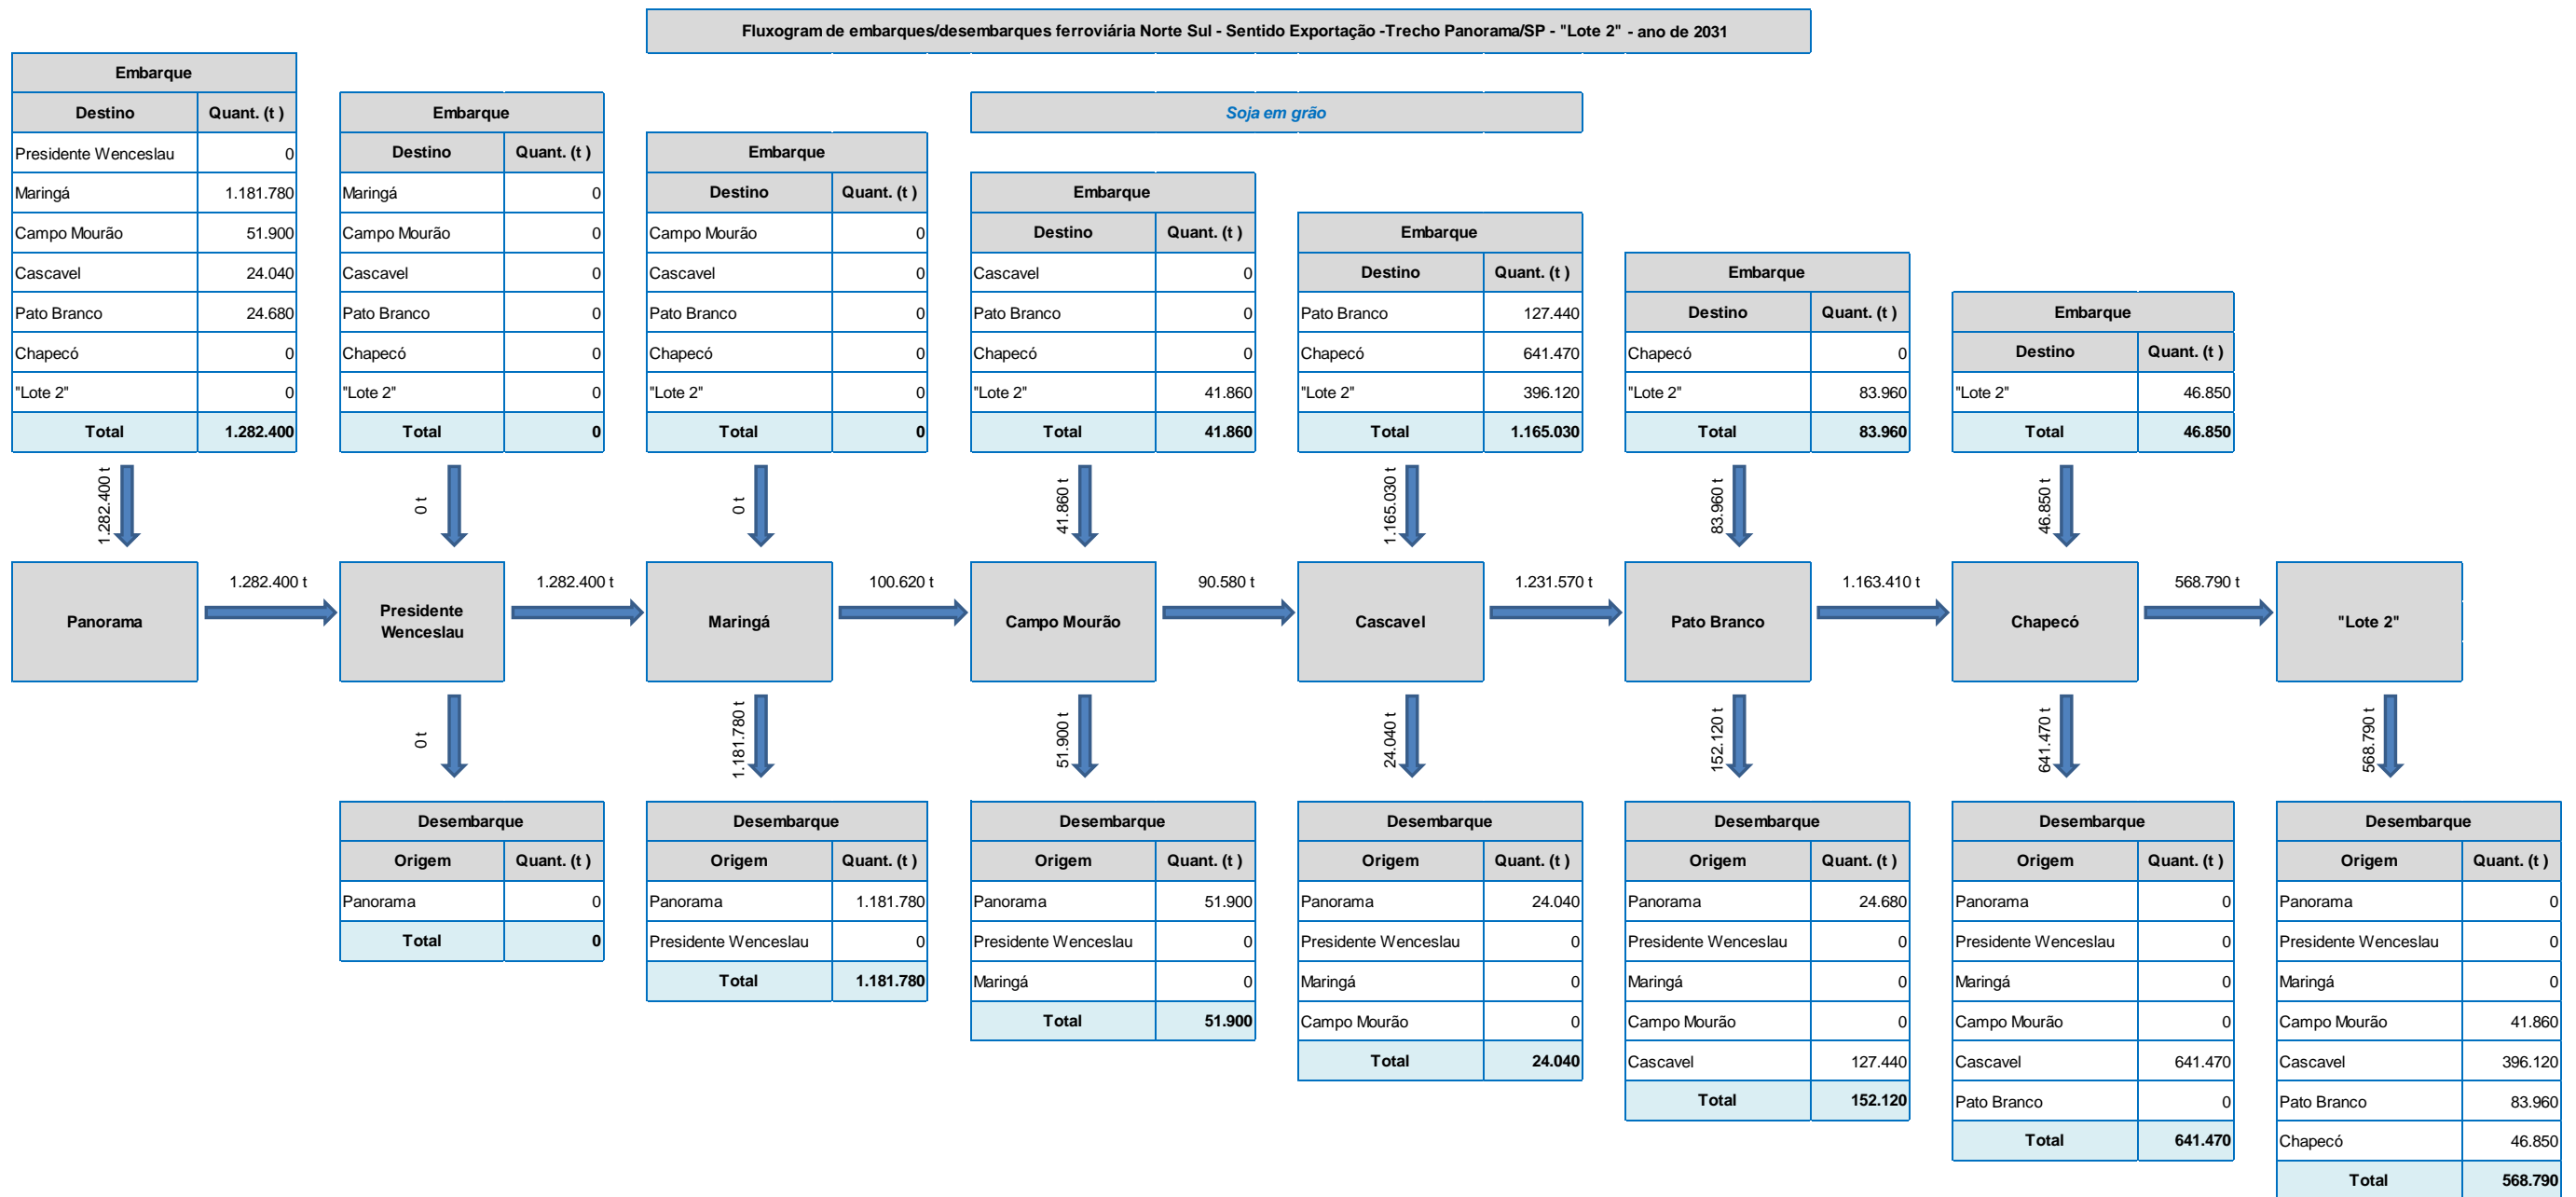 Fluxogram de embarques/desembarques ferroviária Norte Sul - Sentido Exportação -Trecho Panorama/SP - "Lote 2" - ano de 2031
Soja em grão
Embarque
Destino Quant. (t )
Presidente Wenceslau 0
Maringá 1.181.780
Campo Mourão 51.900
Cascavel 24.040
Pato Branco 24.680
Chapecó 0
"Lote 2" 0
Total 1.282.400
Embarque
Destino Quant. (t )
Maringá 0
Campo Mourão 0
Cascavel 0
Pato Branco 0
Chapecó 0
"Lote 2" 0
Total 0
Embarque
Destino Quant. (t )
Campo Mourão 0
Cascavel 0
Pato Branco 0
Chapecó 0
"Lote 2" 0
Total 0
Embarque
Destino Quant. (t )
Cascavel 0
Pato Branco 0
Chapecó 0
"Lote 2" 41.860
Total 41.860
Embarque
Destino Quant. (t )
Pato Branco 127.440
Chapecó 641.470
"Lote 2" 396.120
Total 1.165.030
Embarque
Destino Quant. (t )
Chapecó 0
"Lote 2" 83.960
Total 83.960
Embarque
Destino Quant. (t )
"Lote 2" 46.850
Total 46.850
1.282.400 t
0 t
0 t
41.860 t
1.165.030 t
83.960 t
46.850 t
Panorama
1.282.400 t
Presidente
Wenceslau
1.282.400 t
Maringá
100.620 t
Campo Mourão
90.580 t
Cascavel
1.231.570 t
Pato Branco
1.163.410 t
Chapecó
568.790 t
"Lote 2"
0 t
1.181.780 t
51.900 t
24.040 t
152.120 t
641.470 t
568.790 t
Desembarque
Origem Quant. (t )
Panorama 0
Total 0
Desembarque
Origem Quant. (t )
Panorama 1.181.780
Presidente Wenceslau 0
Total 1.181.780
Desembarque
Origem Quant. (t )
Panorama 51.900
Presidente Wenceslau 0
Maringá 0
Total 51.900
Desembarque
Origem Quant. (t )
Panorama 24.040
Presidente Wenceslau 0
Maringá 0
Campo Mourão 0
Total 24.040
Desembarque
Origem Quant. (t )
Panorama 24.680
Presidente Wenceslau 0
Maringá 0
Campo Mourão 0
Cascavel 127.440
Total 152.120
Desembarque
Origem Quant. (t )
Panorama 0
Presidente Wenceslau 0
Maringá 0
Campo Mourão 0
Cascavel 641.470
Pato Branco 0
Total 641.470
Desembarque
Origem Quant. (t )
Panorama 0
Presidente Wenceslau 0
Maringá 0
Campo Mourão 41.860
Cascavel 396.120
Pato Branco 83.960
Chapecó 46.850
Total 568.790